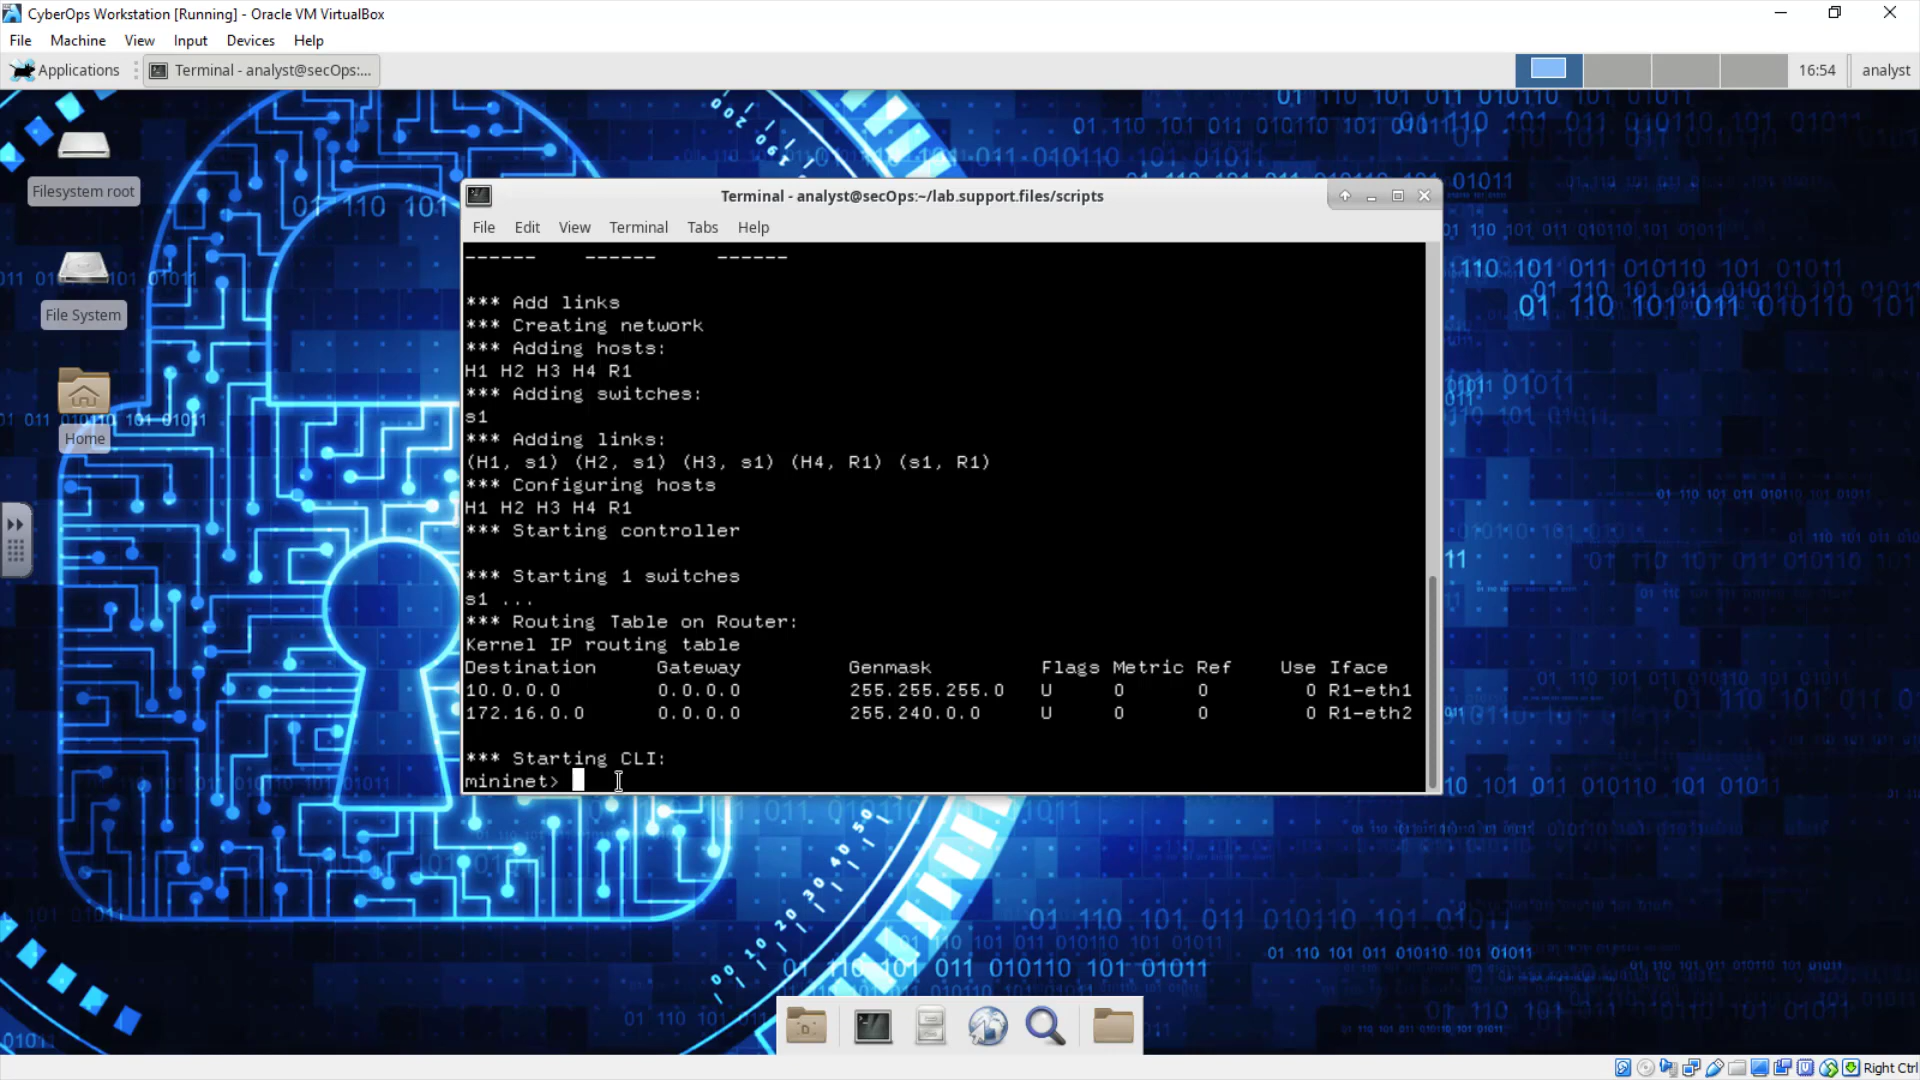 CyberOps Workstation [Running] - Oracle VM VirtualBox
File Machine View Input Devices Help
Applications Terminal - analyst@secOps:... 16:54 analyst
Filesystem root
File System
Home
Terminal - analyst@secOps:~/lab.support.files/scripts
File Edit View Terminal Tabs Help
------ ------ ------
*** Add links
*** Creating network
*** Adding hosts:
H1 H2 H3 H4 R1
*** Adding switches:
s1
*** Adding links:
(H1, s1) (H2, s1) (H3, s1) (H4, R1) (s1, R1)
*** Configuring hosts
H1 H2 H3 H4 R1
*** Starting controller
*** Starting 1 switches
s1 ...
*** Routing Table on Router:
Kernel IP routing table
Destination Gateway Genmask Flags Metric Ref Use Iface
10.0.0.0 0.0.0.0 255.255.255.0 U 0 0 0 R1-eth1
172.16.0.0 0.0.0.0 255.240.0.0 U 0 0 0 R1-eth2
*** Starting CLI:
mininet>
Right Ctrl